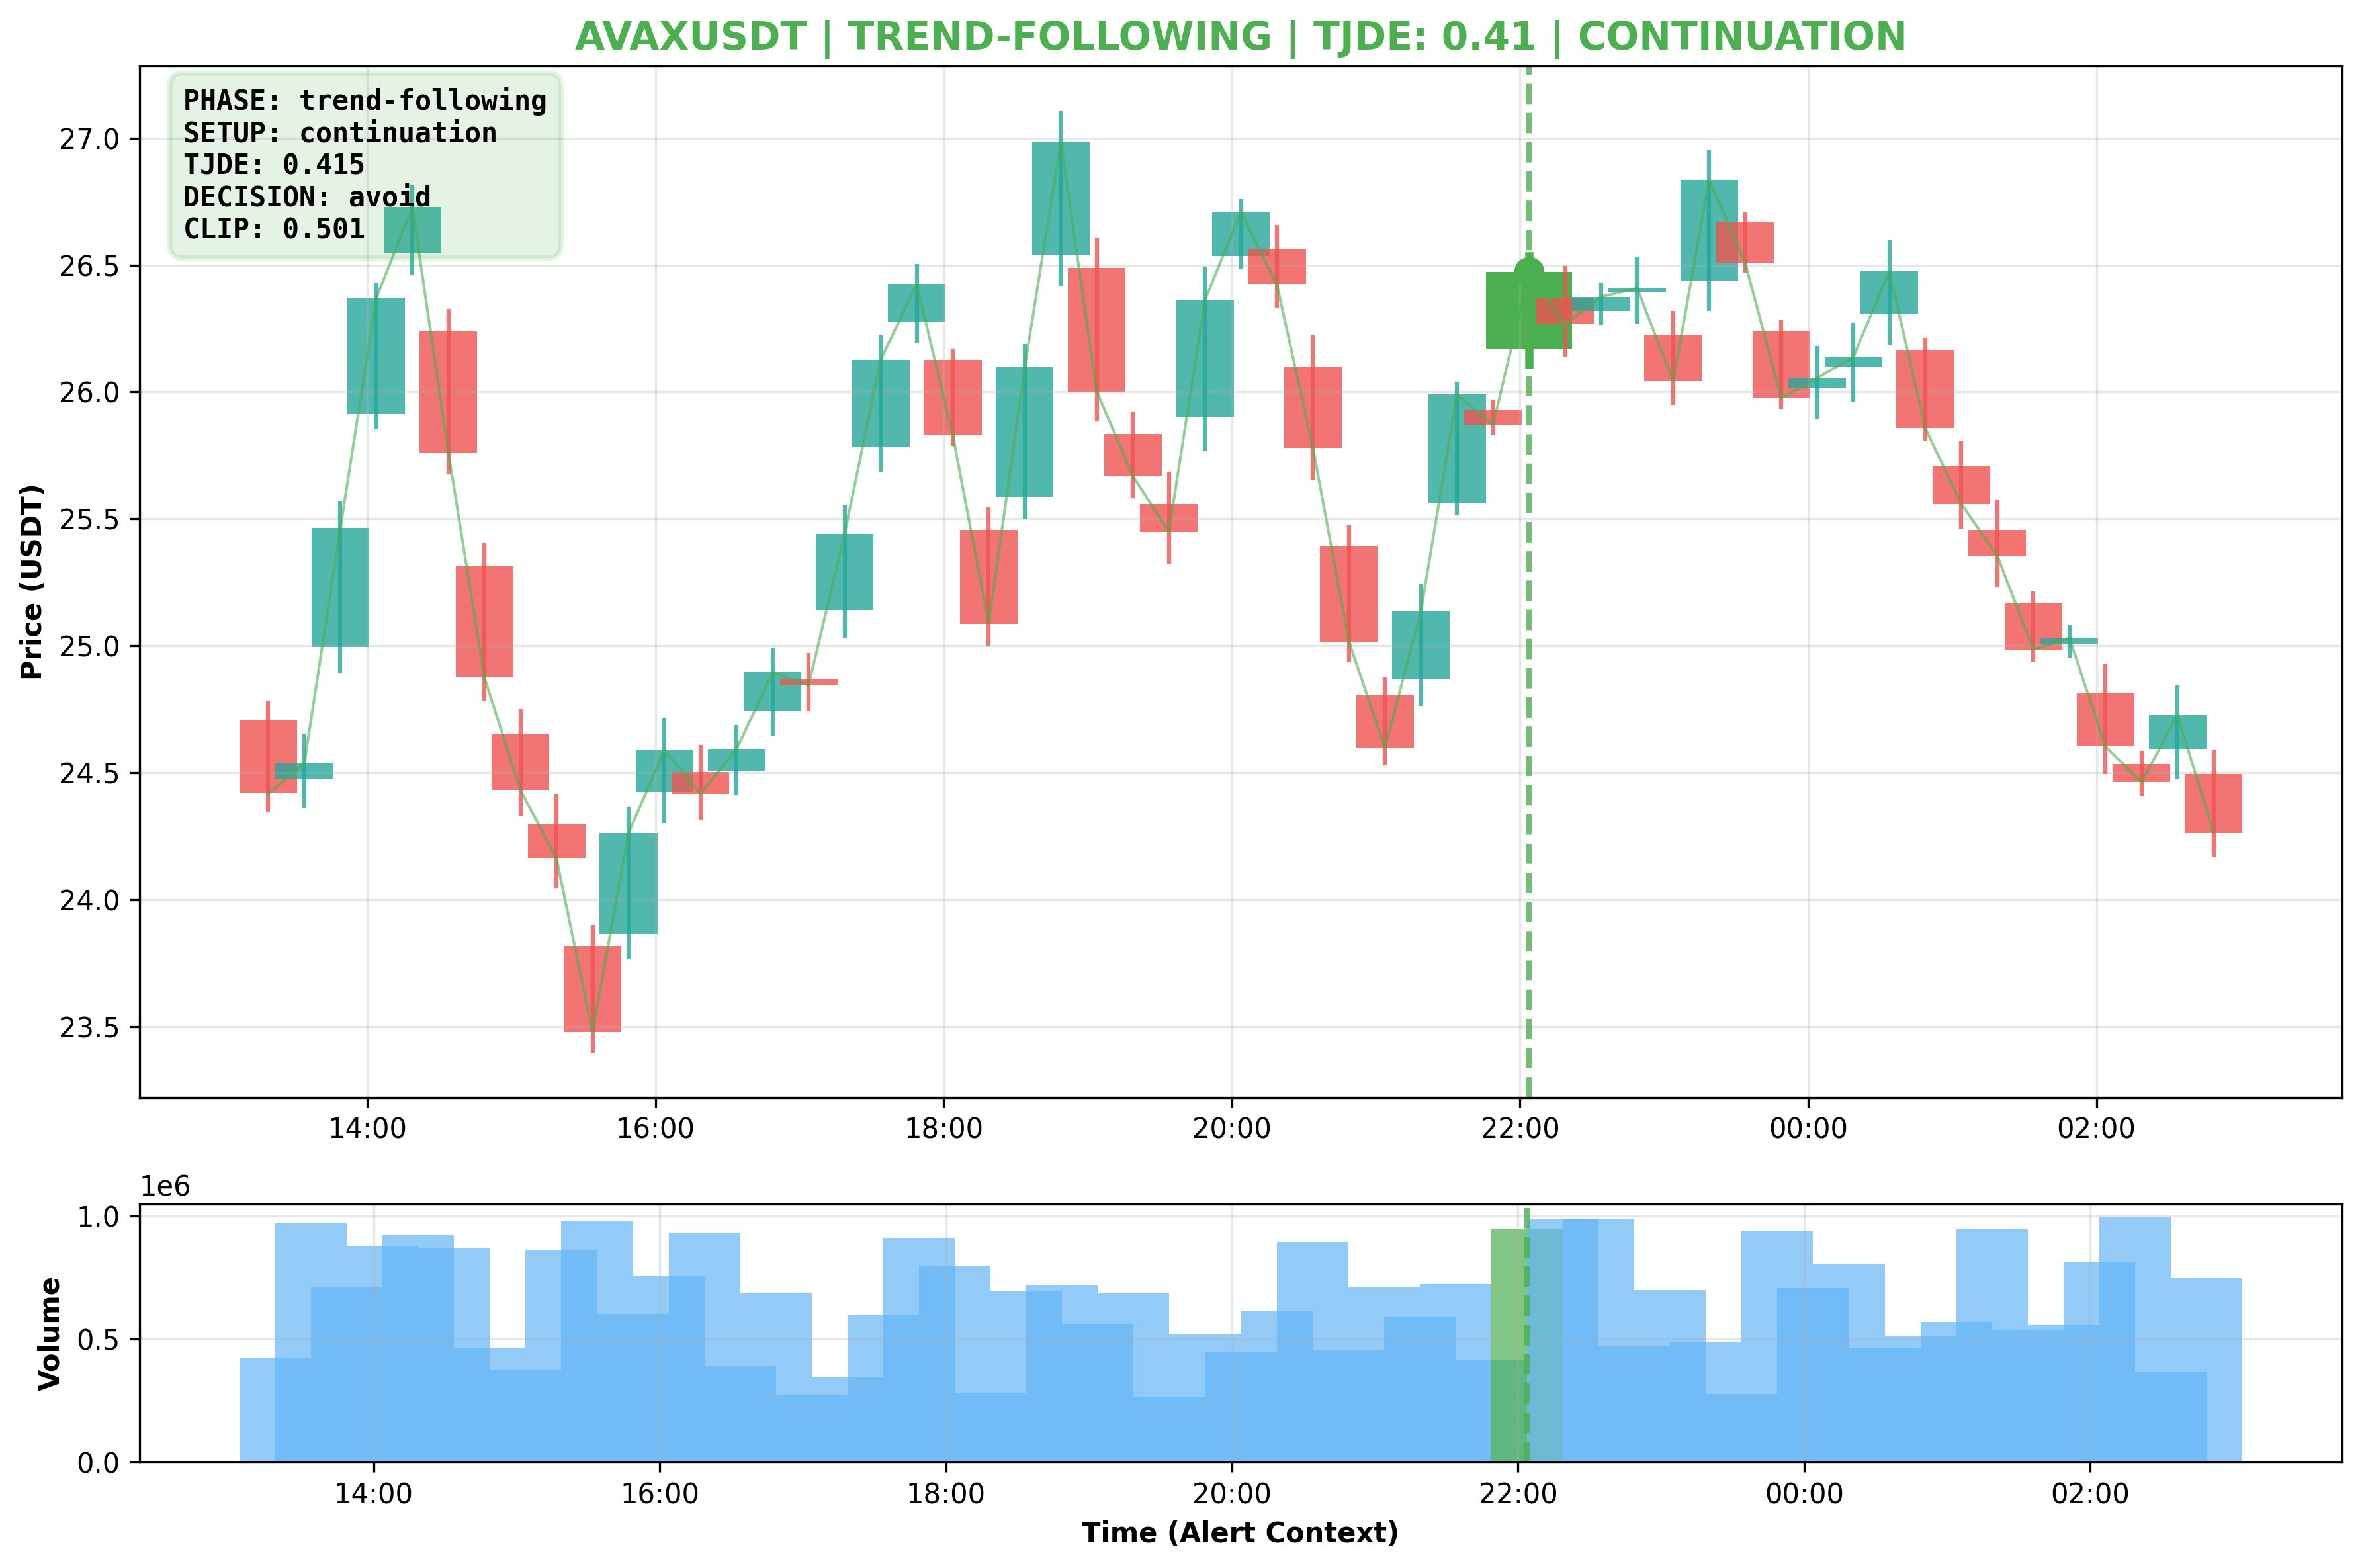 AVAXUSDT | TREND-FOLLOWING | TJDE: 0.41 | CONTINUATION
PHASE: trend-following
SETUP: continuation
TJDE: 0.415
DECISION: avoid
CLIP: 0.501
Price (USDT)
27.0
26.5
26.0
25.5
25.0
24.5
24.0
23.5
14:00 16:00 18:00 20:00 22:00 00:00 02:00
1e6
Volume
1.0
0.5
0.0
14:00 16:00 18:00 20:00 22:00 00:00 02:00
Time (Alert Context)